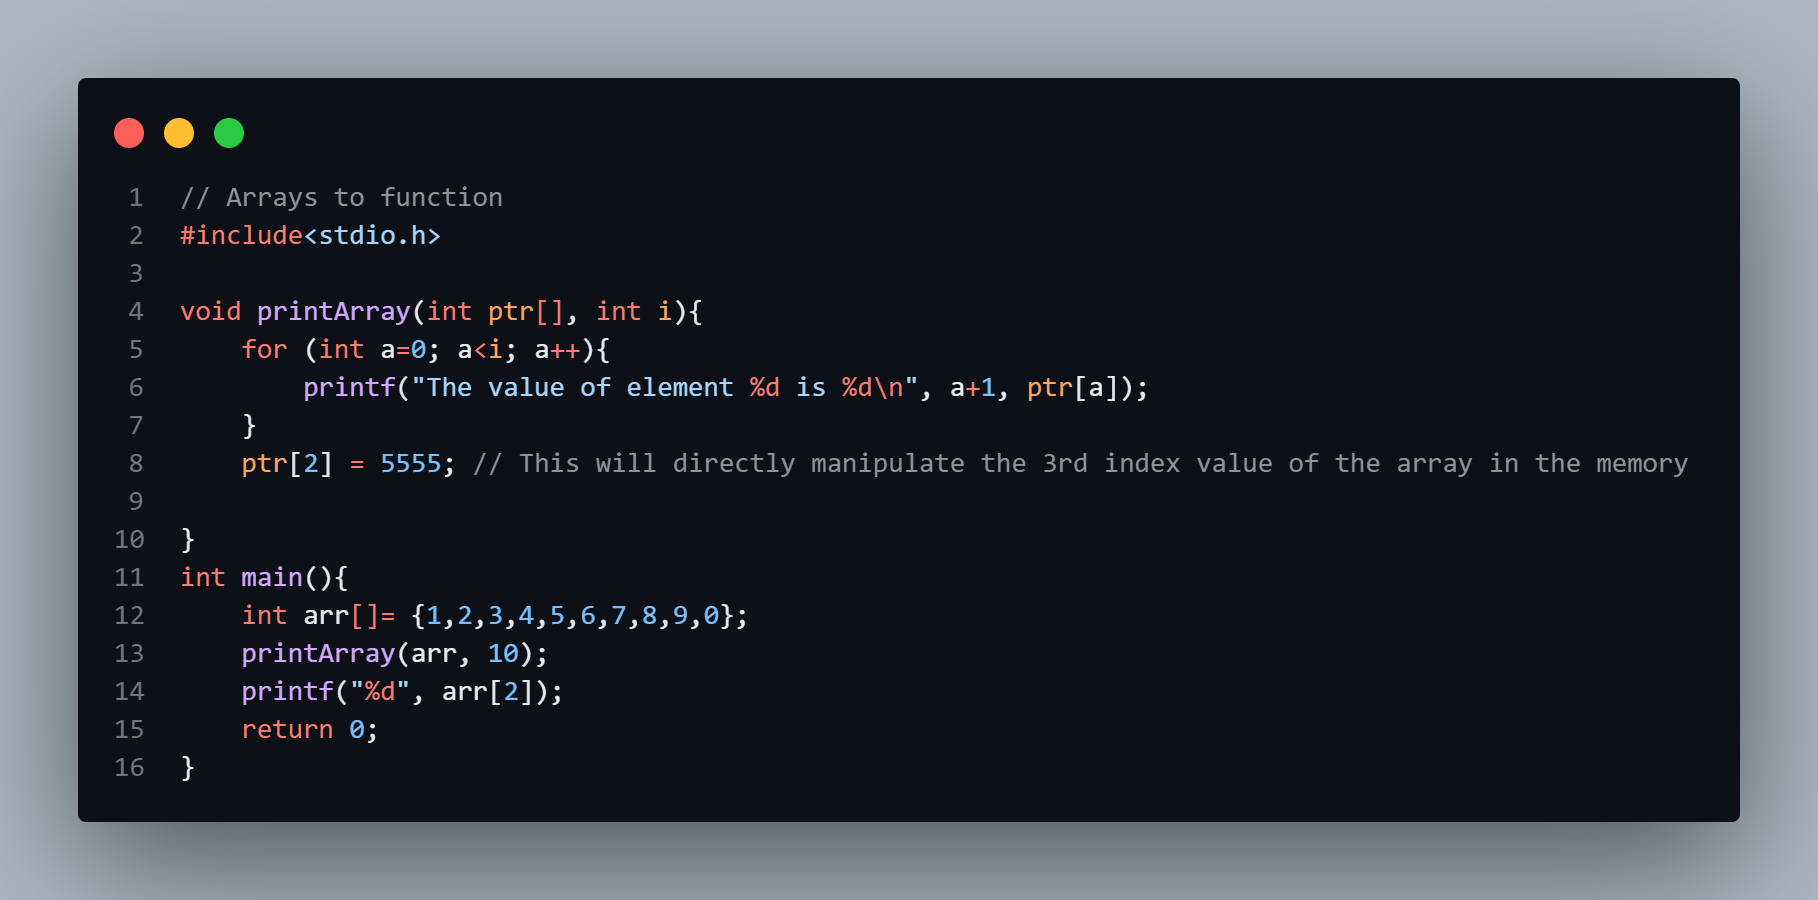 1 // Arrays to function
2 #include<stdio.h>
3
4 void printArray(int ptr[], int i){
5     for (int a=0; a<i; a++){
6         printf("The value of element %d is %d\n", a+1, ptr[a]);
7     }
8     ptr[2] = 5555; // This will directly manipulate the 3rd index value of the array in the memory
9
10 }
11 int main(){
12     int arr[]= {1,2,3,4,5,6,7,8,9,0};
13     printArray(arr, 10);
14     printf("%d", arr[2]);
15     return 0;
16 }